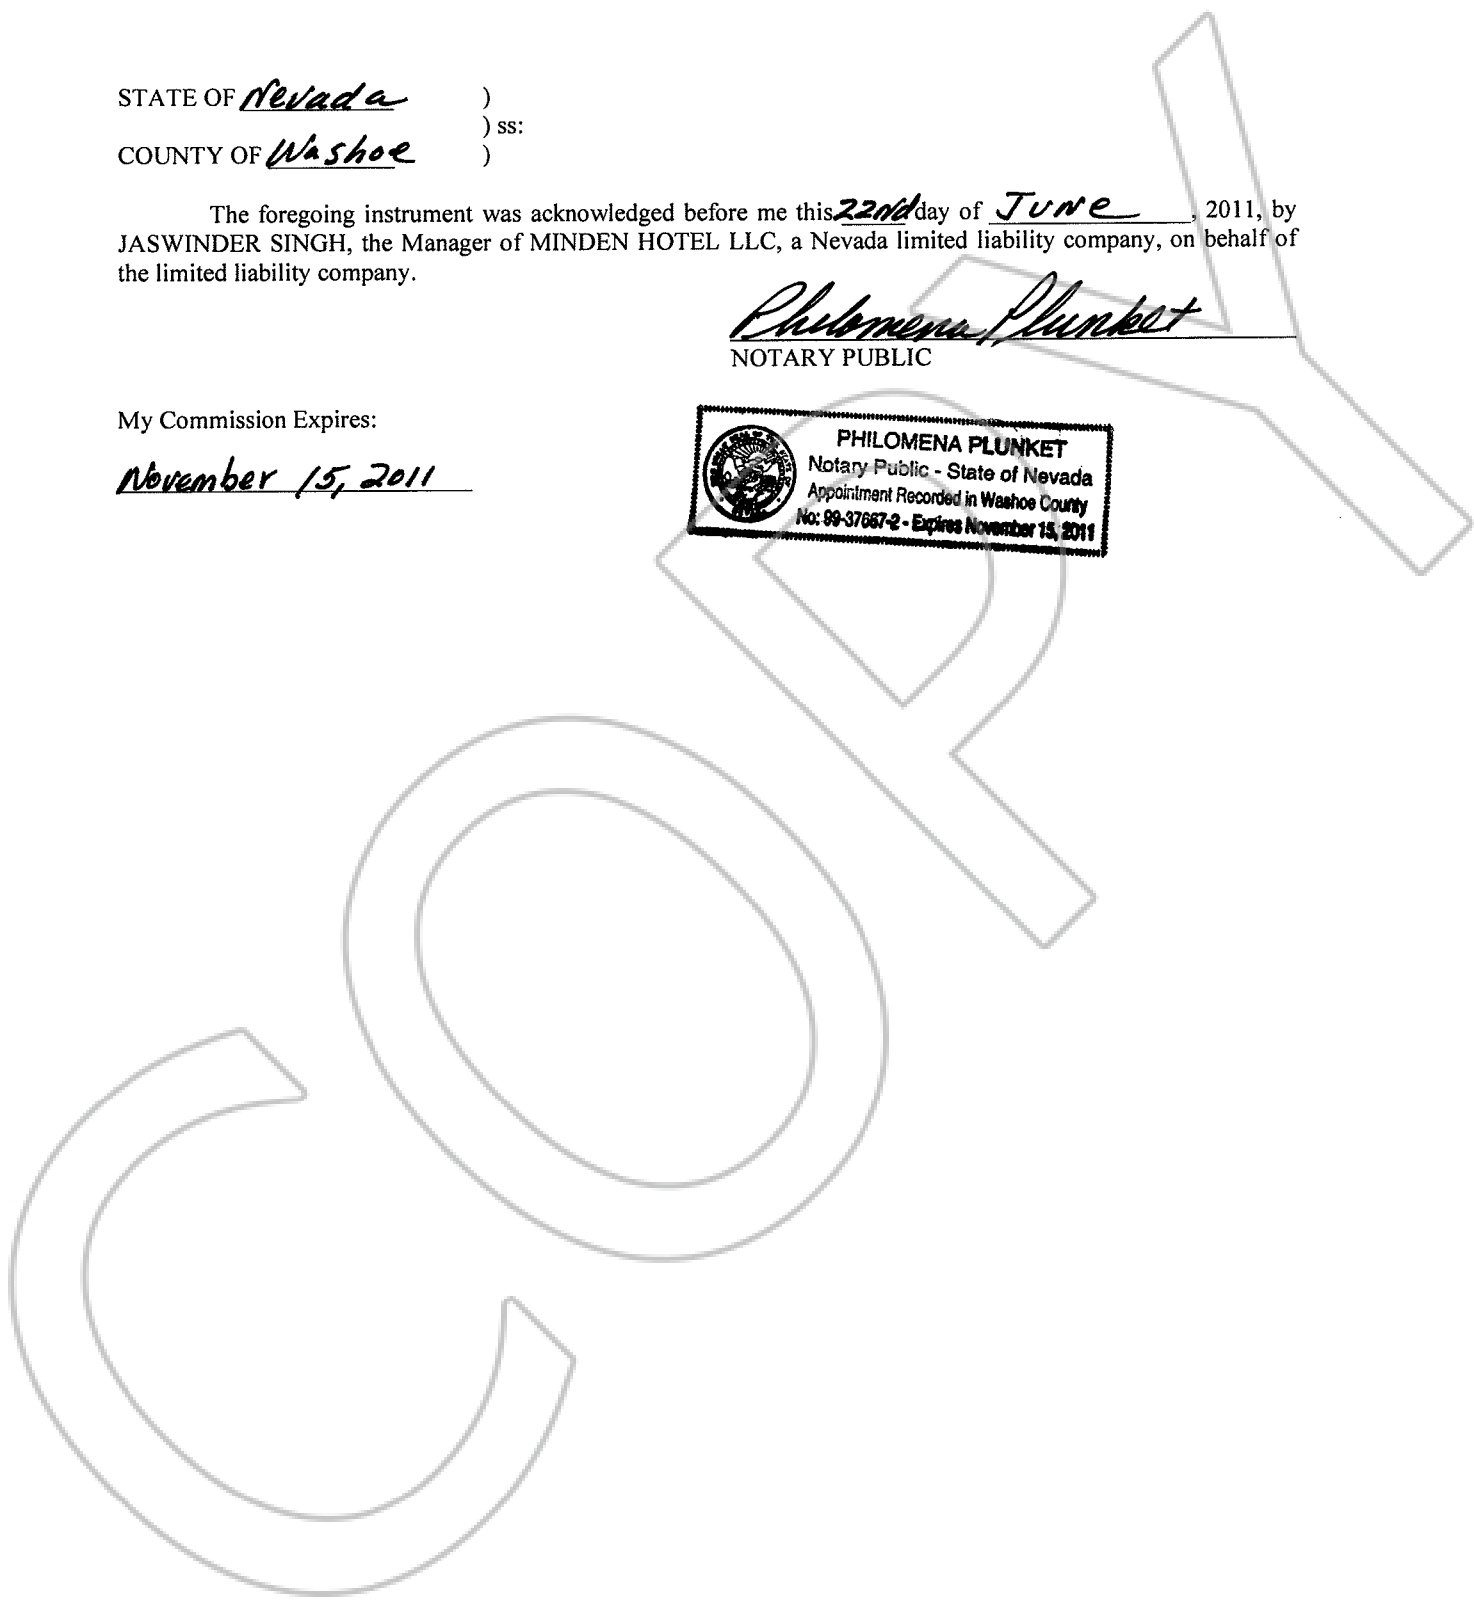 STATE OF Nevada )
) ss:
COUNTY OF Washoe )
The foregoing instrument was acknowledged before me this 22nd day of June, 2011, by
JASWINDER SINGH, the Manager of MINDEN HOTEL LLC, a Nevada limited liability company, on behalf of
the limited liability company.
Philomena Plunket
NOTARY PUBLIC
My Commission Expires:
November 15, 2011
PHILOMENA PLUNKET
Notary Public - State of Nevada
Appointment Recorded in Washoe County
No: 99-37667-2 - Expires November 15, 2011
COPY